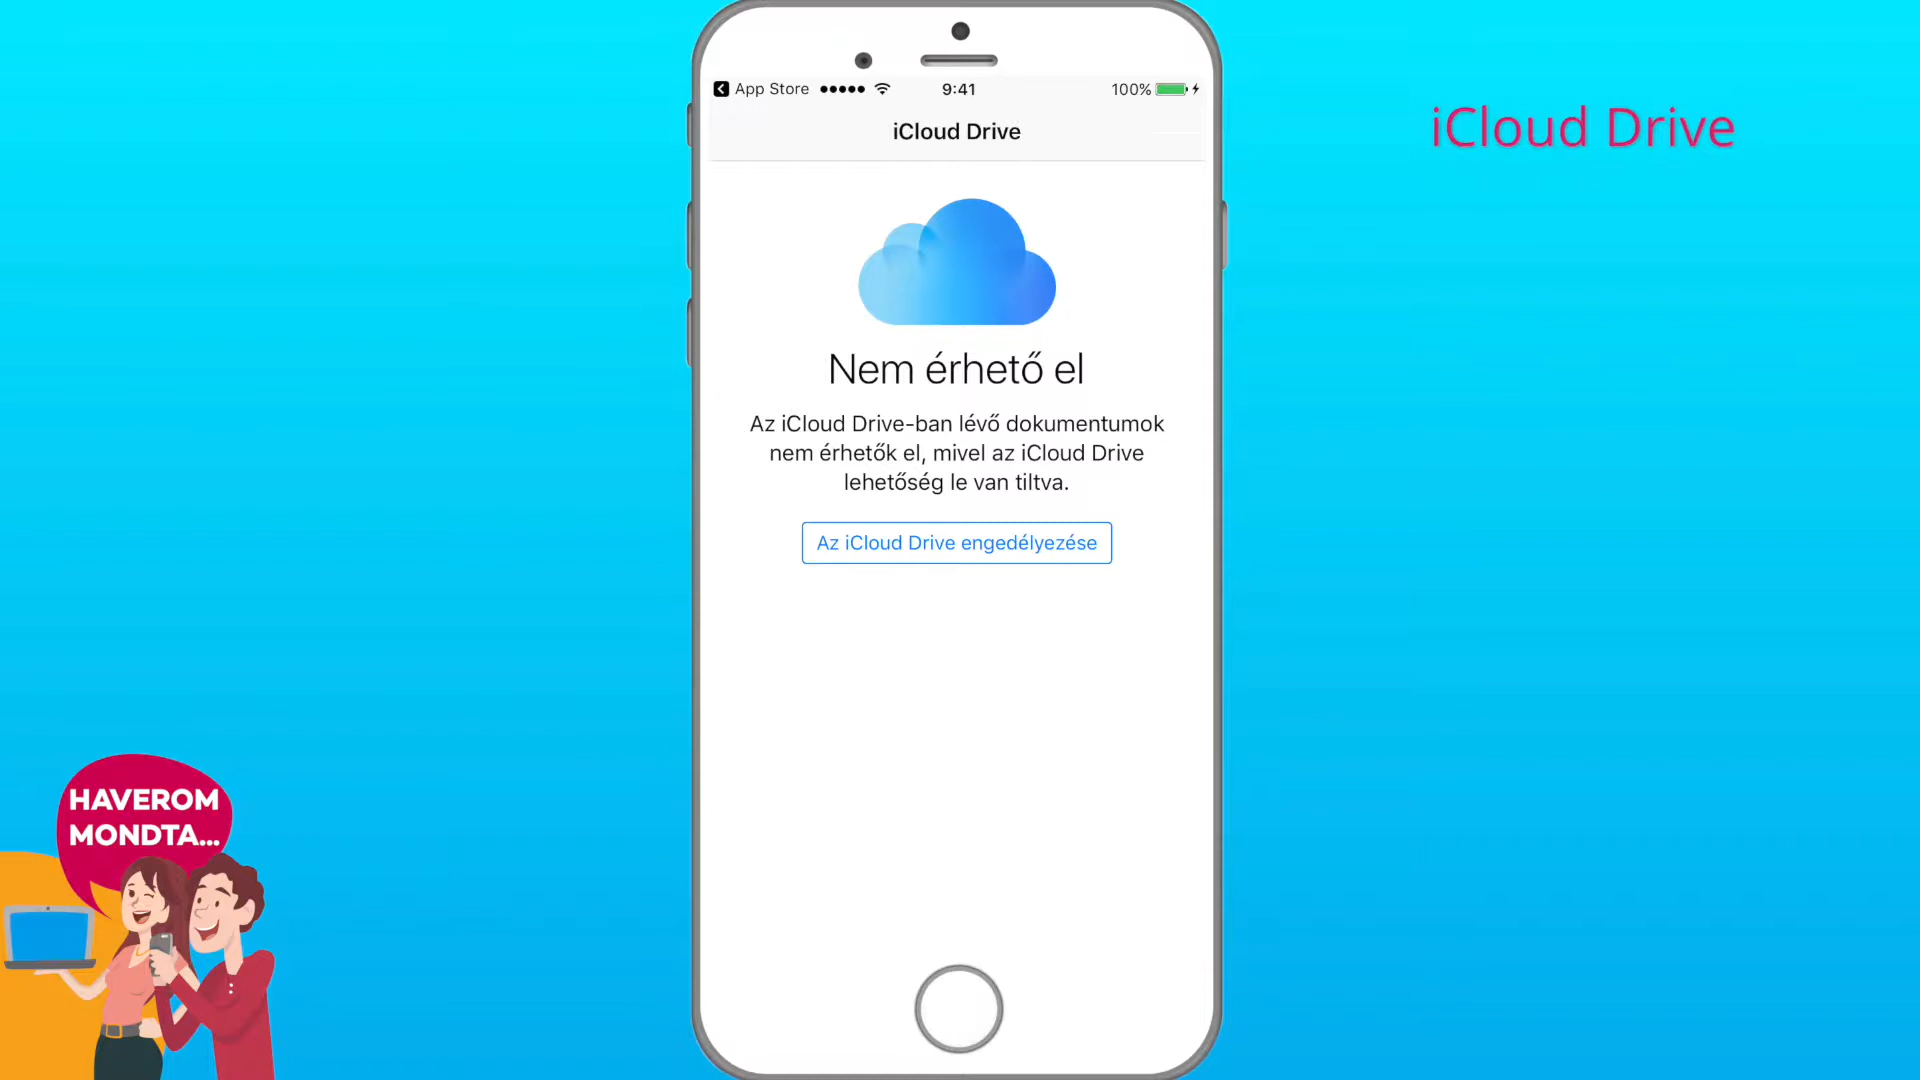 App Store
9:41
100%
iCloud Drive
iCloud Drive
Nem érhető el
Az iCloud Drive-ban lévő dokumentumok
nem érhetők el, mivel az iCloud Drive
lehetőség le van tiltva.
Az iCloud Drive engedélyezése
HAVEROM
MONDTA...